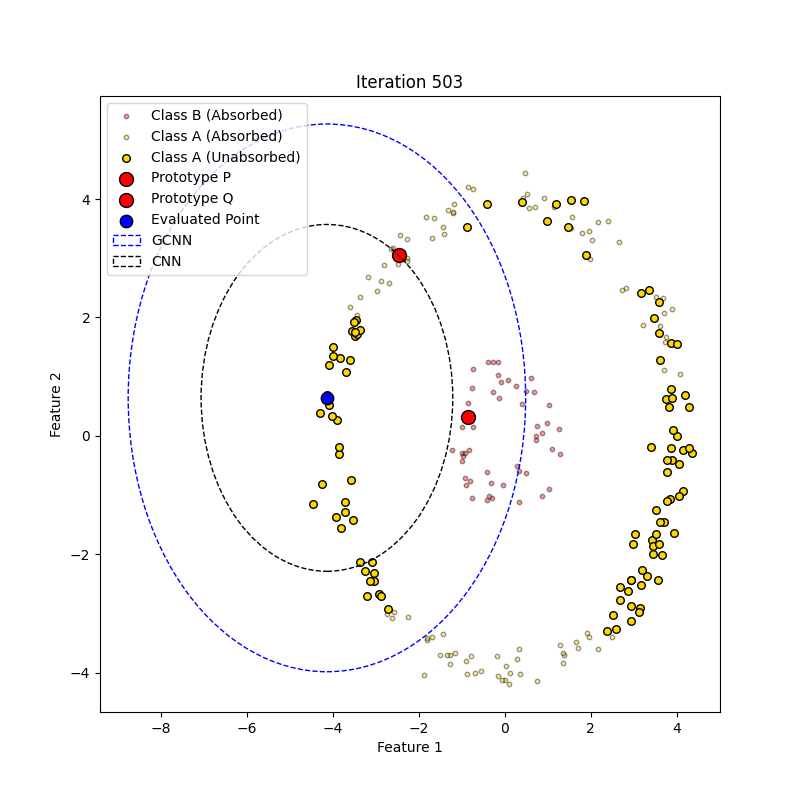 Iteration 503
Class B (Absorbed)
Class A (Absorbed)
Class A (Unabsorbed)
Prototype P
Prototype Q
Evaluated Point
GCNN
CNN
Feature 2
4
2
0
−2
−4
−8
−6
−4
−2
0
2
4
Feature 1